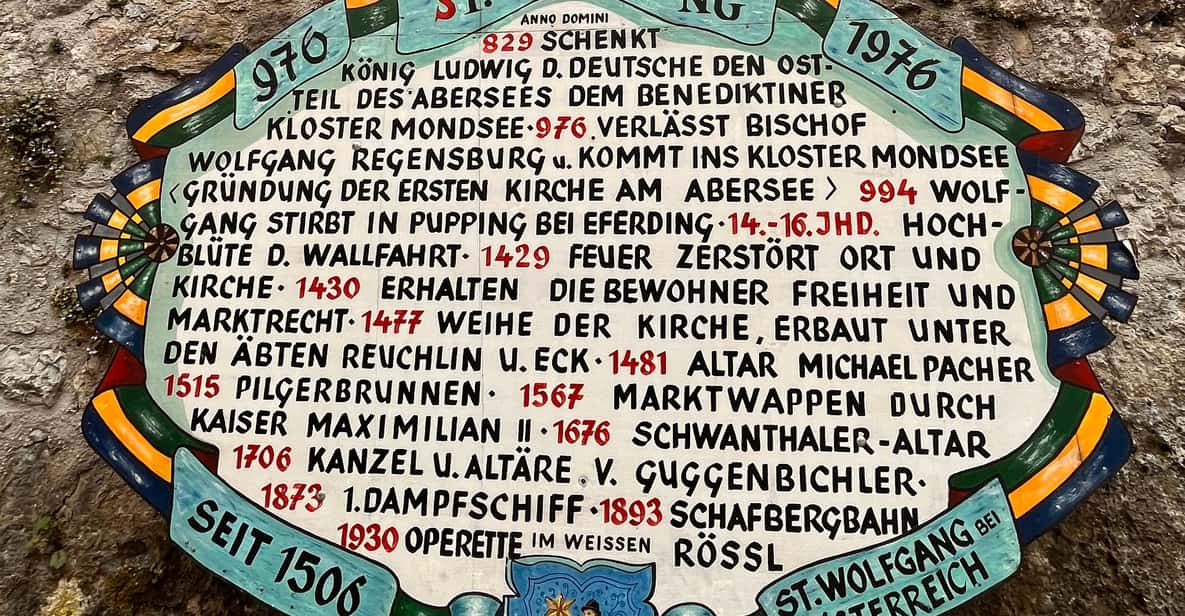 976
1976
ANNO DOMINI
829 SCHENKT
KÖNIG LUDWIG D. DEUTSCHE DEN OST-
TEIL DES ABERSEES DEM BENEDIKTINER
KLOSTER MONDSEE·976.VERLÄSST BISCHOF
WOLFGANG REGENSBURG u. KOMMT INS KLOSTER MONDSEE
<GRÜNDUNG DER ERSTEN KIRCHE AM ABERSEE> 994 WOLF-
GANG STIRBT IN PUPPING BEI EFERDING·14.-16.JHD. HOCH-
BLÜTE D. WALLFAHRT· 1429 FEUER ZERSTÖRT ORT UND
KIRCHE· 1430 ERHALTEN DIE BEWOHNER FREIHEIT UND
MARKTRECHT·1477 WEIHE DER KIRCHE, ERBAUT UNTER
DEN ÄBTEN REUCHLIN U. ECK·1481 ALTAR MICHAEL PACHER
1515 PILGERBRUNNEN· 1567 MARKTWAPPEN DURCH
KAISER MAXIMILIAN II·1676 SCHWANTHALER-ALTAR
1706 KANZEL U. ALTÄRE.V. GUGGENBICHLER·
1873 1.DAMPFSCHIFF·1893 SCHAFBERGBAHN
1930 OPERETTE IM WEISSEN RÖSSL
SEIT 1506
ST.WOLFGANG BEI